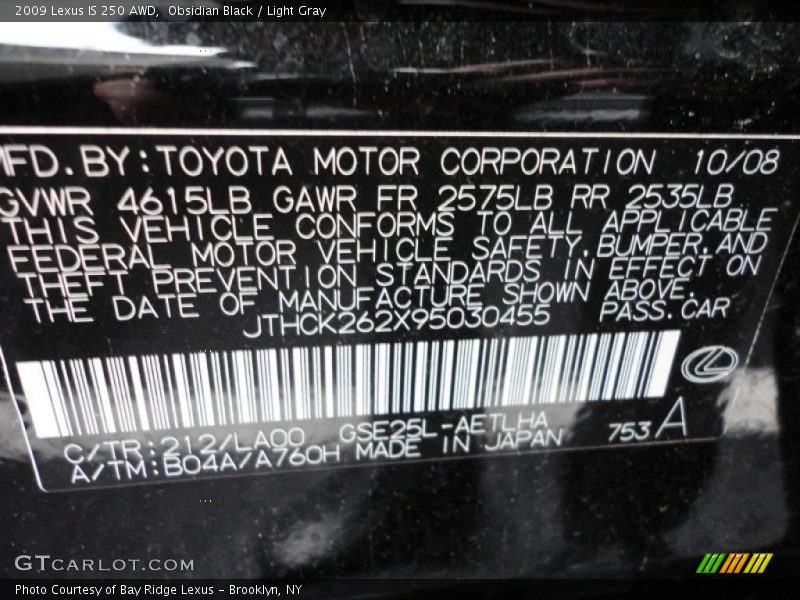 2009 Lexus IS 250 AWD, Obsidian Black / Light Gray
MFD.BY:TOYOTA MOTOR CORPORATION 10/08
GVWR 4615LB GAWR FR 2575LB RR 2535LB
THIS VEHICLE CONFORMS TO ALL APPLICABLE
FEDERAL MOTOR VEHICLE SAFETY,BUMPER,AND
THEFT PREVENTION STANDARDS IN EFFECT ON
THE DATE OF MANUFACTURE SHOWN ABOVE.
JTHCK262X95030455 PASS.CAR
C/TR:212/LA00 GSE25L-AETLHA
A/TM:B04A/A760H MADE IN JAPAN 753A
GTCARLOT.COM
Photo Courtesy of Bay Ridge Lexus - Brooklyn, NY